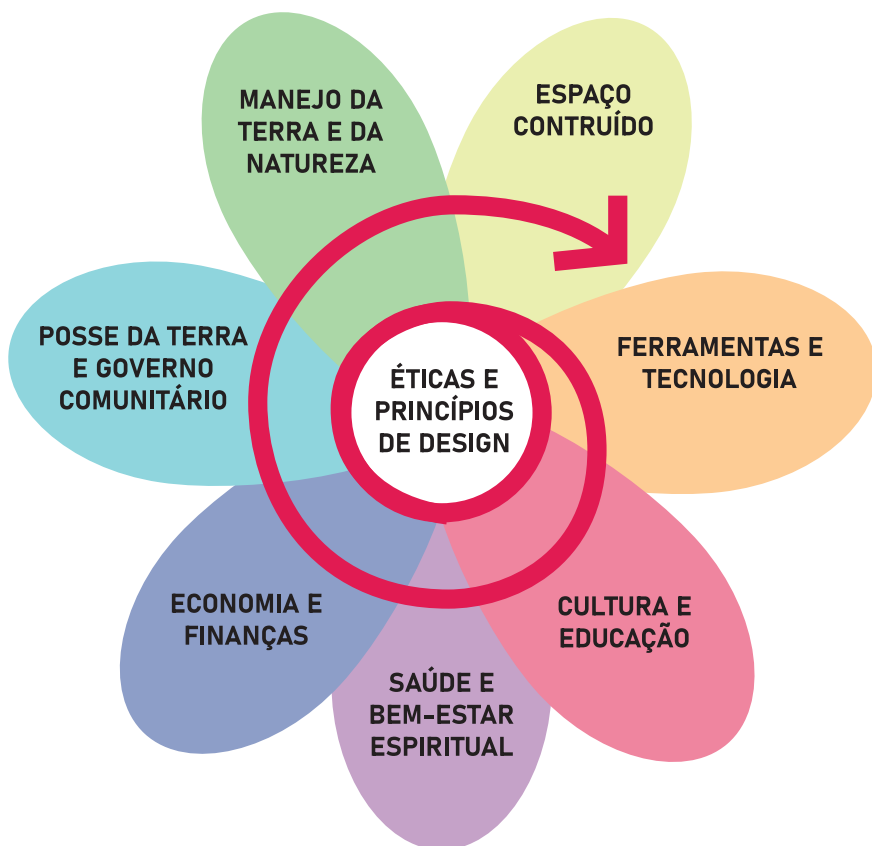 MANEJO DA
TERRA E DA
NATUREZA
ESPAÇO
CONTRUÍDO
FERRAMENTAS E
TECNOLOGIA
CULTURA E
EDUCAÇÃO
SAÚDE E
BEM-ESTAR
ESPIRITUAL
ECONOMIA E
FINANÇAS
POSSE DA TERRA
E GOVERNO
COMUNITÁRIO
ÉTICAS E
PRINCÍPIOS
DE DESIGN